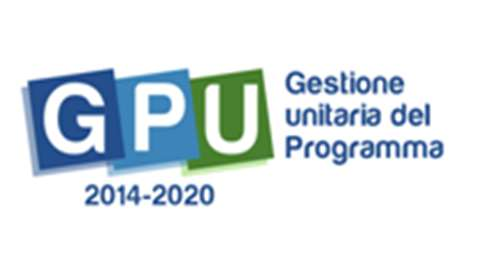 GPU
2014-2020
Gestione
unitaria del
Programma